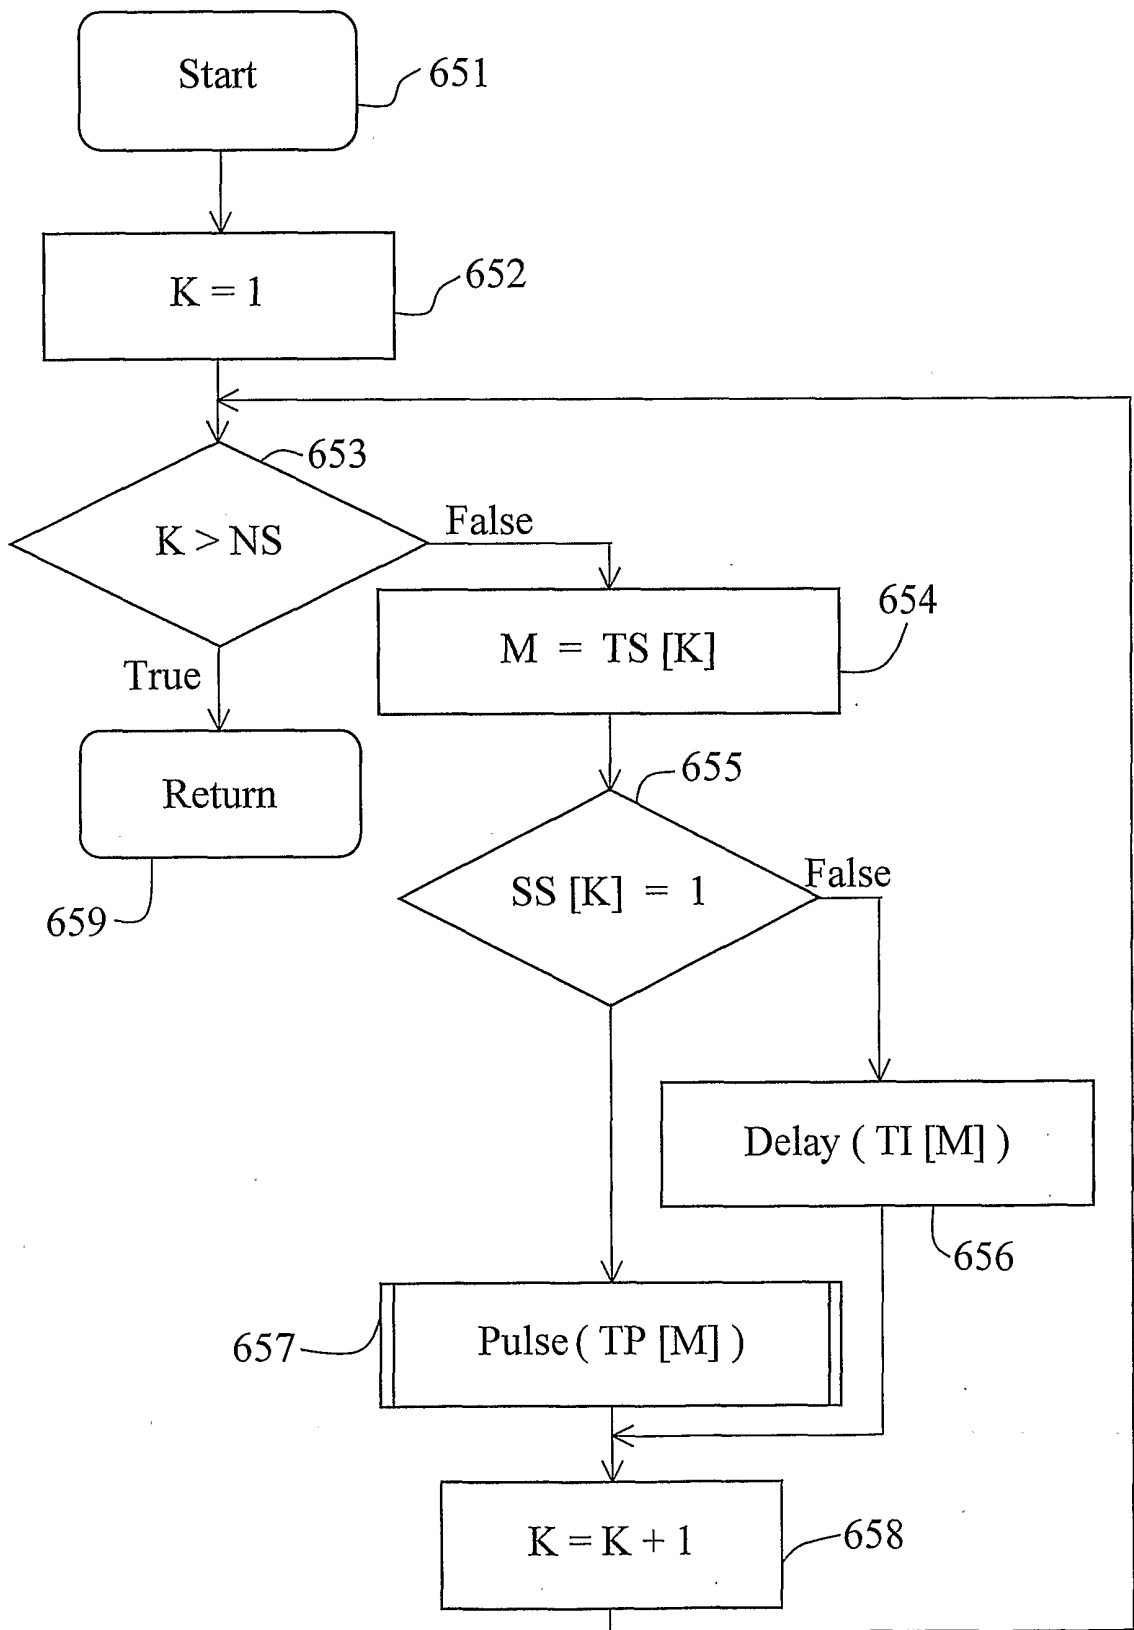 Start
651
K = 1
652
653
K > NS
False
True
M = TS [K]
654
Return
659
655
SS [K] = 1
False
Delay ( TI [M] )
656
657
Pulse ( TP [M] )
K = K + 1
658